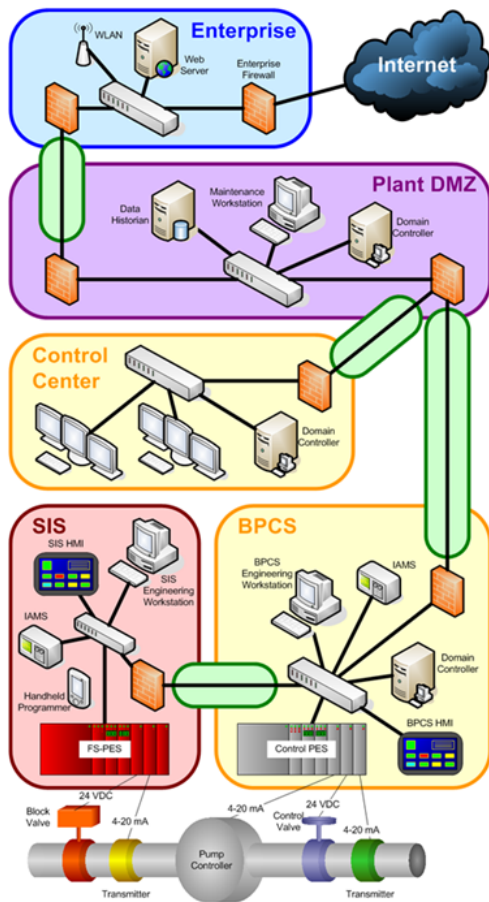 Enterprise
WLAN
Web
Server
Enterprise
Firewall
Internet
Plant DMZ
Data
Historian
Maintenance
Workstation
Domain
Controller
Control
Center
Domain
Controller
SIS
SIS HMI
SIS
Engineering
Workstation
IAMS
Handheld
Programmer
FS-PES
BPCS
BPCS
Engineering
Workstation
IAMS
Domain
Controller
BPCS HMI
Control PES
Block
Valve
24 VDC
4-20 mA
Transmitter
Pump
Controller
4-20 mA
Control
Valve
24 VDC
4-20 mA
Transmitter